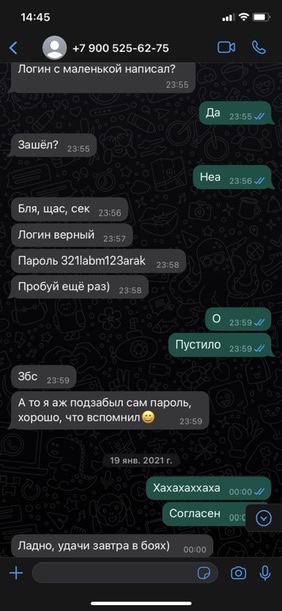 14:45
+7 900 525-62-75
Логин с маленькой написал?
23:55
Да 23:55
Зашёл? 23:55
Неа 23:56
Бля, щас, сек 23:56
Логин верный 23:57
Пароль 321labm123arak 23:58
Пробуй ещё раз) 23:58
О 23:59
Пустило 23:59
Збс 23:59
А то я аж подзабыл сам пароль,
хорошо, что вспомнил😀 23:59
19 янв. 2021 г.
Хахахаххаха 00:00
Согласен
Ладно, удачи завтра в боях) 00:00